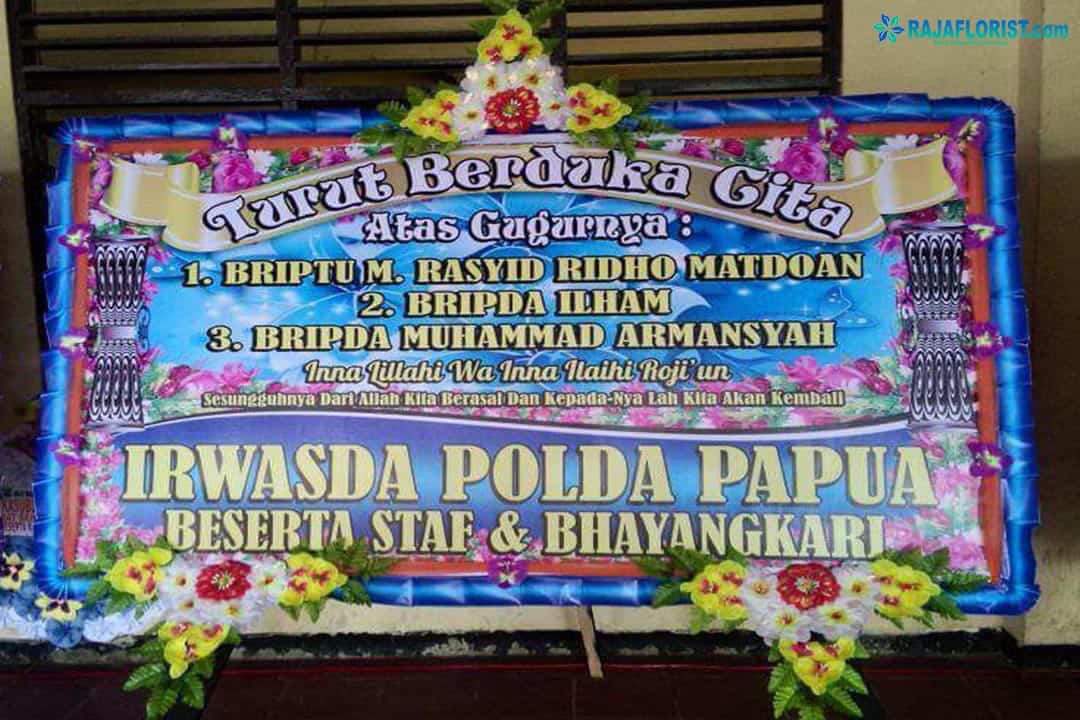 RAJAFLORIST.com
Turut Berduka Cita
Atas Gugurnya :
1. BRIPTU M. RASYID RIDHO MATDOAN
2. BRIPDA ILHAM
3. BRIPDA MUHAMMAD ARMANSYAH
Inna Lillahi Wa Inna Ilaihi Roji'un
Sesungguhnya Dari Allah Kita Berasal Dan Kepada-Nya Lah Kita Akan Kembali
IRWASDA POLDA PAPUA
BESERTA STAF & BHAYANGKARI